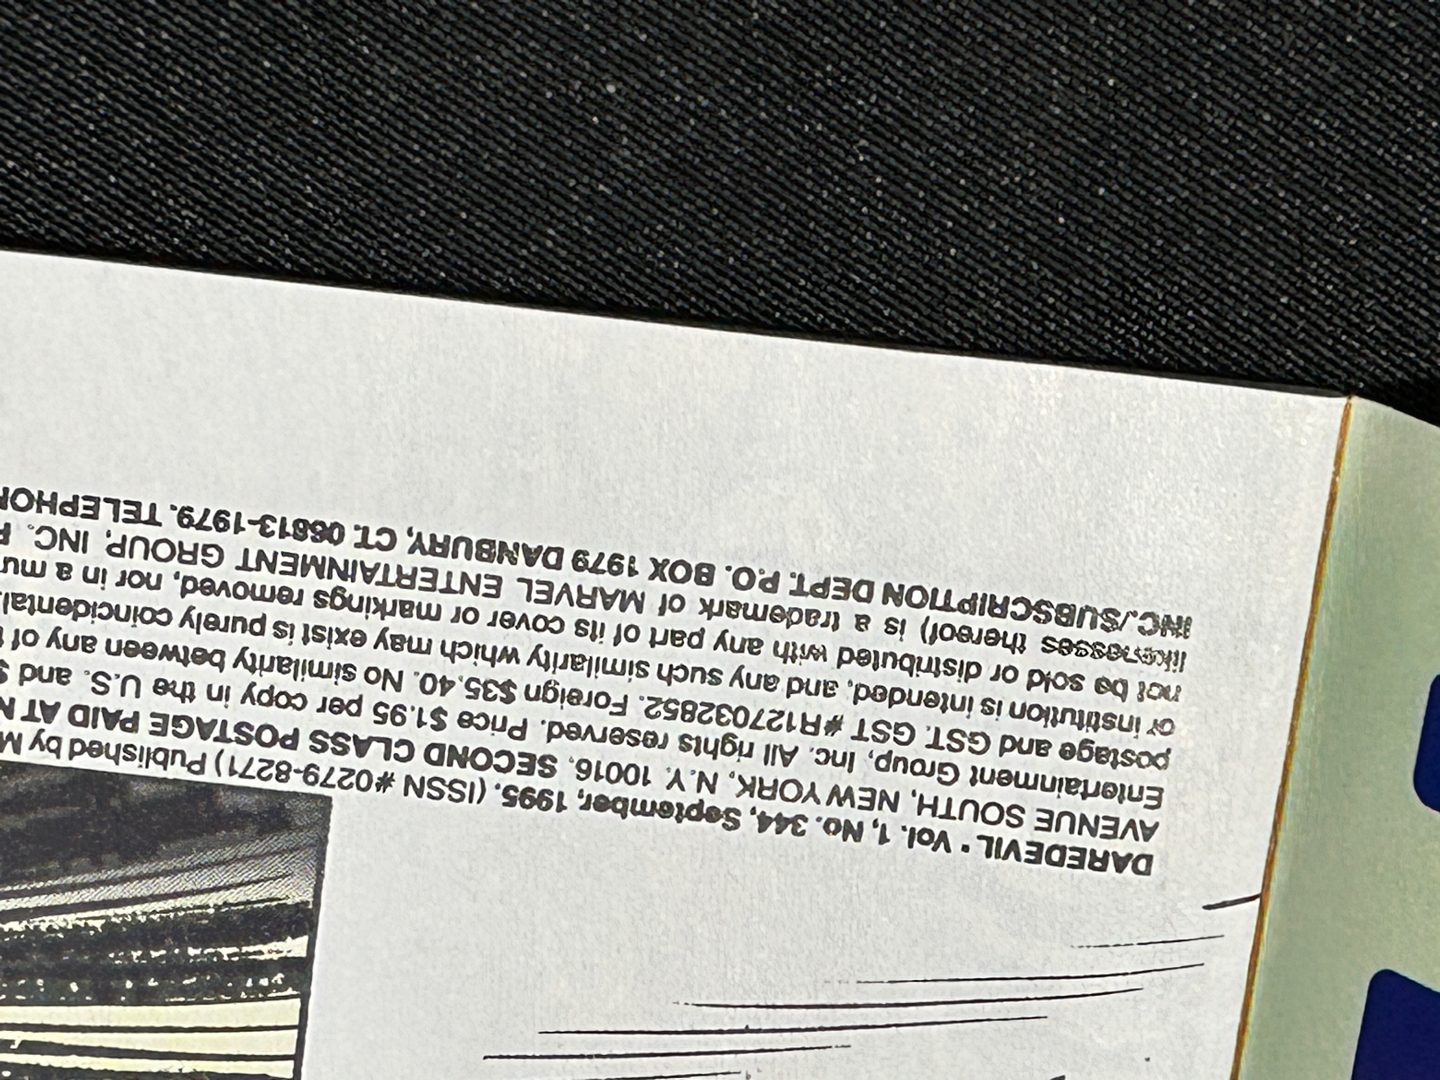 DAREDEVIL • Vol. 1, No. 344, September, 1995. (ISSN #0279-8271) Published by M
AVENUE SOUTH, NEW YORK, N.Y. 10016. SECOND CLASS POSTAGE PAID AT N
Entertainment Group, Inc. All rights reserved. Price $1.95 per copy in the U.S. and $
postage and GST. GST #R127032852. Foreign $35.40. No similarity between any of
or institution is intended, and any such similarity which may exist is purely coincidental.
not be sold or distributed with any part of its cover or markings removed, nor in a mu
likenesses thereof) is a trademark of MARVEL ENTERTAINMENT GROUP, INC. P
INC./SUBSCRIPTION DEPT. P.O. BOX 1979 DANBURY, CT. 06813-1979. TELEPHON